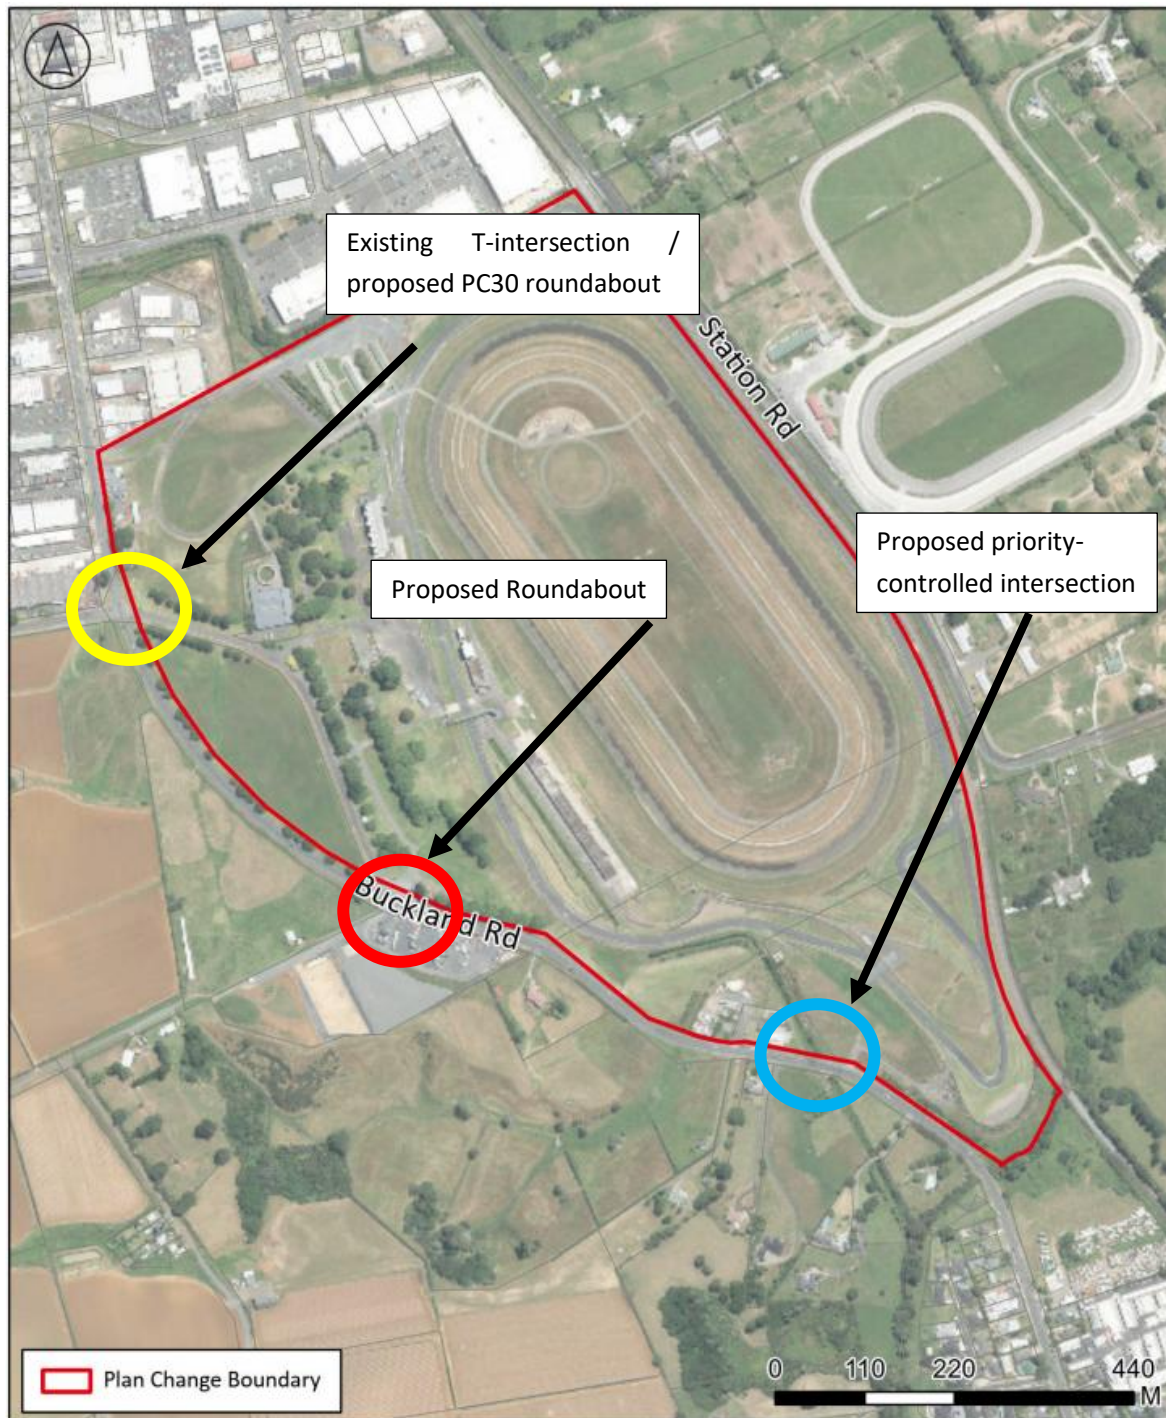 Existing T-intersection /
proposed PC30 roundabout
Station Rd
Proposed priority-
controlled intersection
Proposed Roundabout
Buckland Rd
Plan Change Boundary
0 110 220 440
M